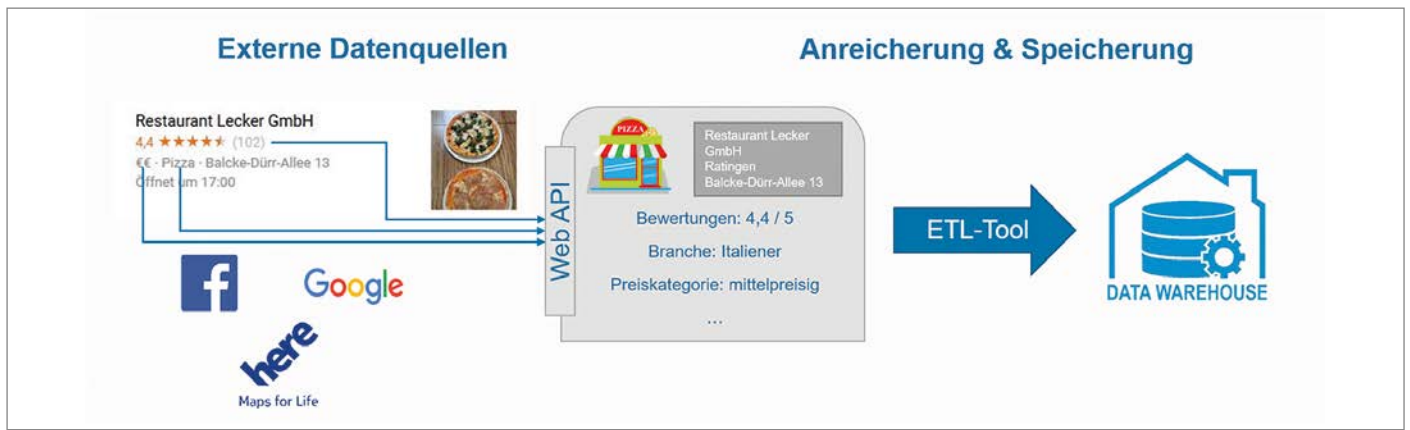 Externe Datenquellen
Anreicherung & Speicherung
Restaurant Lecker GmbH
4,4 ★★★★★ (102)
€€ · Pizza · Balcke-Dürr-Allee 13
Öffnet um 17:00
f
Google
here
Maps for Life
Web API
PIZZA
Restaurant Lecker
GmbH
Ratingen
Balcke-Dürr-Allee 13
Bewertungen: 4,4 / 5
Branche: Italiener
Preiskategorie: mittelpreisig
...
ETL-Tool
DATA WAREHOUSE